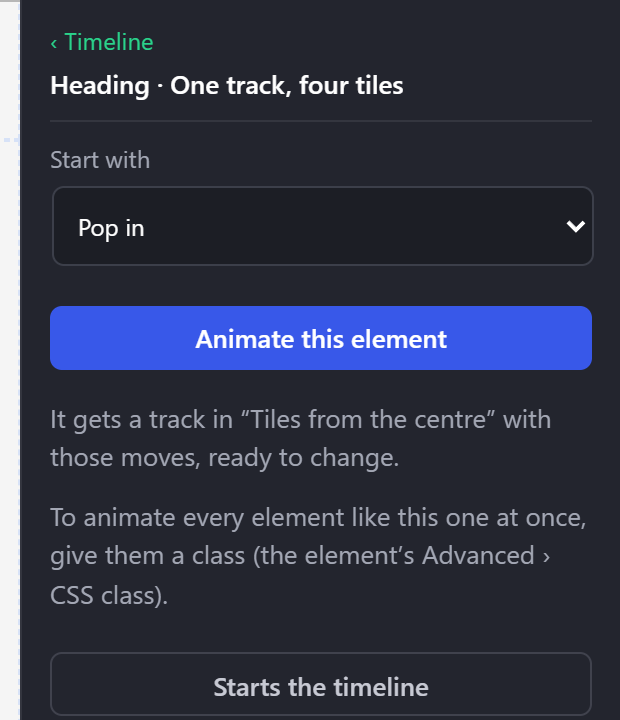 ‹ Timeline
Heading · One track, four tiles
Start with
Pop in
Animate this element
It gets a track in “Tiles from the centre” with
those moves, ready to change.
To animate every element like this one at once,
give them a class (the element’s Advanced ›
CSS class).
Starts the timeline